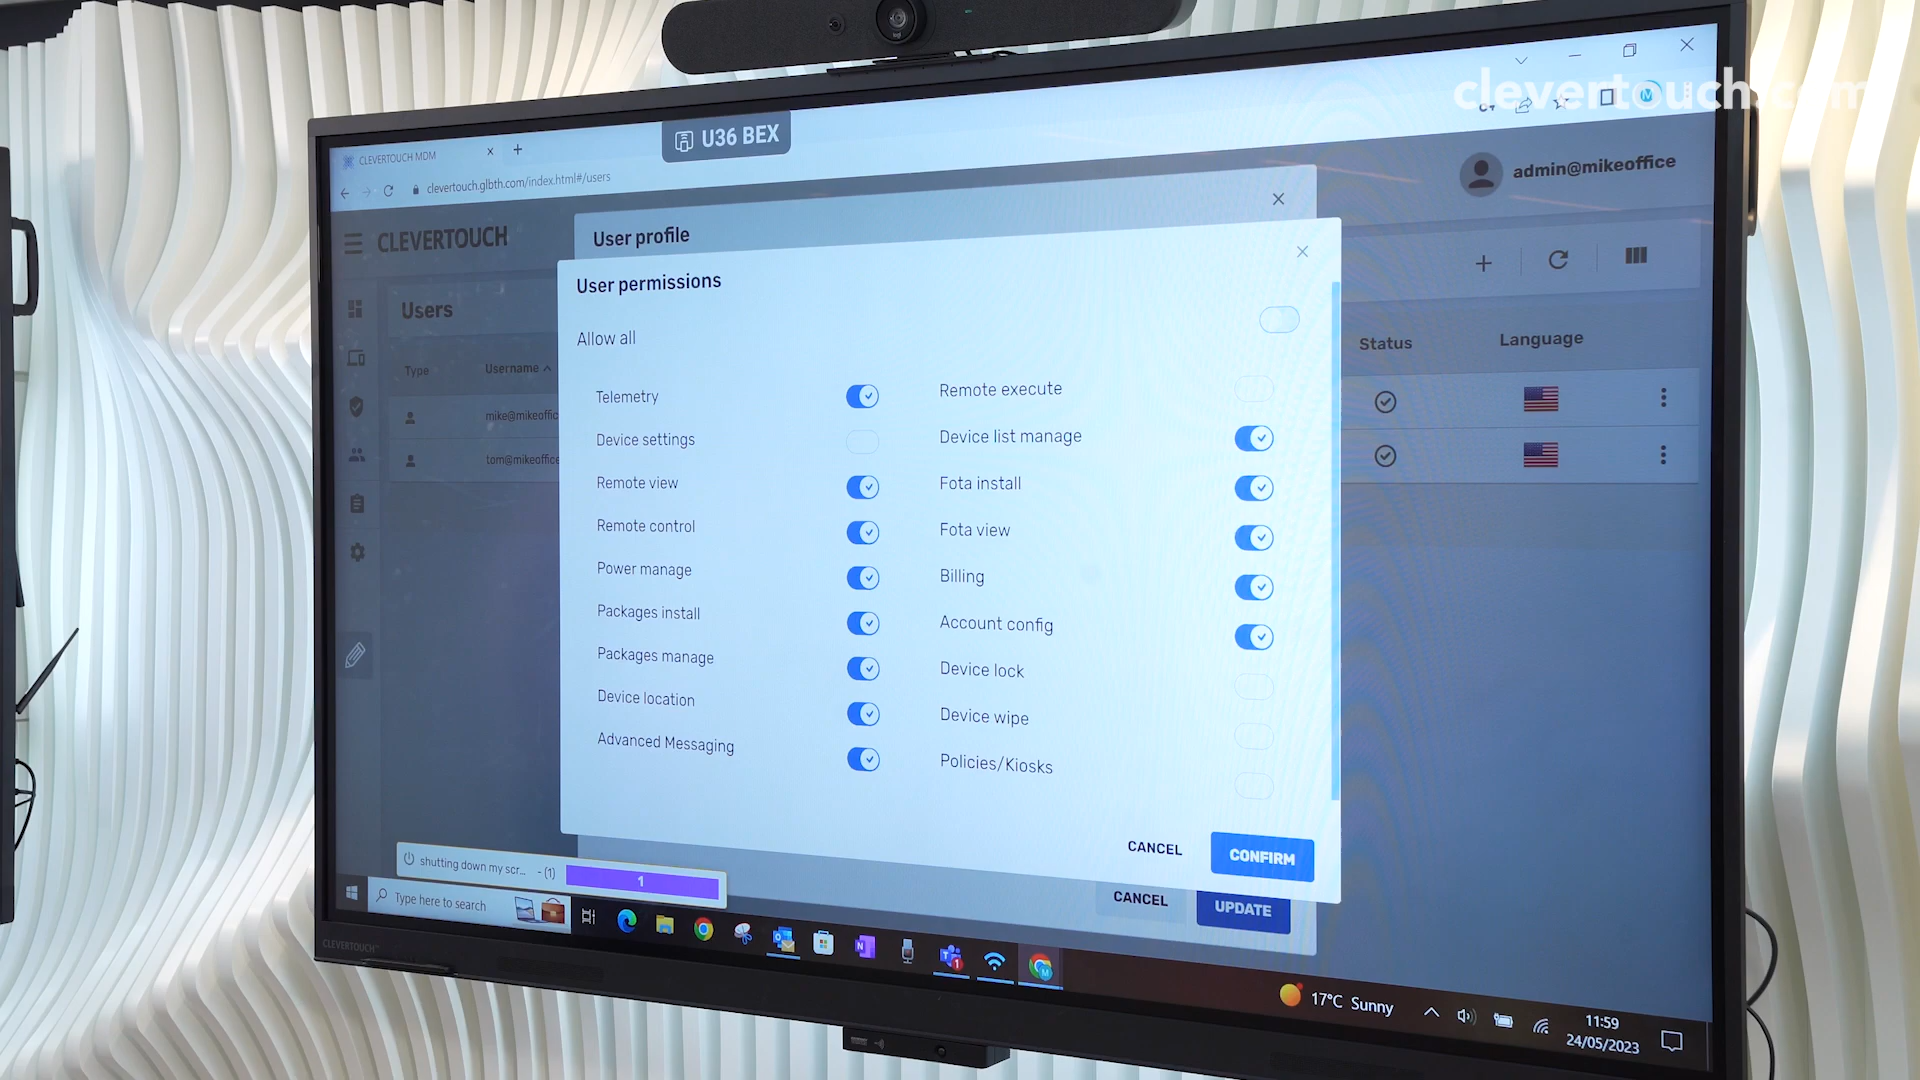 clevertouch.com
CLEVERTOUCH MDM
U36 BEX
clevertouch.glbth.com/index.html#/users
admin@mikeoffice
CLEVERTOUCH
User profile
User permissions
Users
Allow all
Status
Language
Type
Username
Telemetry
Remote execute
mike@mikeoffic
Device settings
Device list manage
tom@mikeoffice
Remote view
Fota install
Remote control
Fota view
Power manage
Billing
Packages install
Account config
Packages manage
Device lock
Device location
Device wipe
Advanced Messaging
Policies/Kiosks
CANCEL
CONFIRM
shutting down my scr... - (1)
1
CANCEL
UPDATE
Type here to search
17°C Sunny
11:59
24/05/2023
CLEVERTOUCH